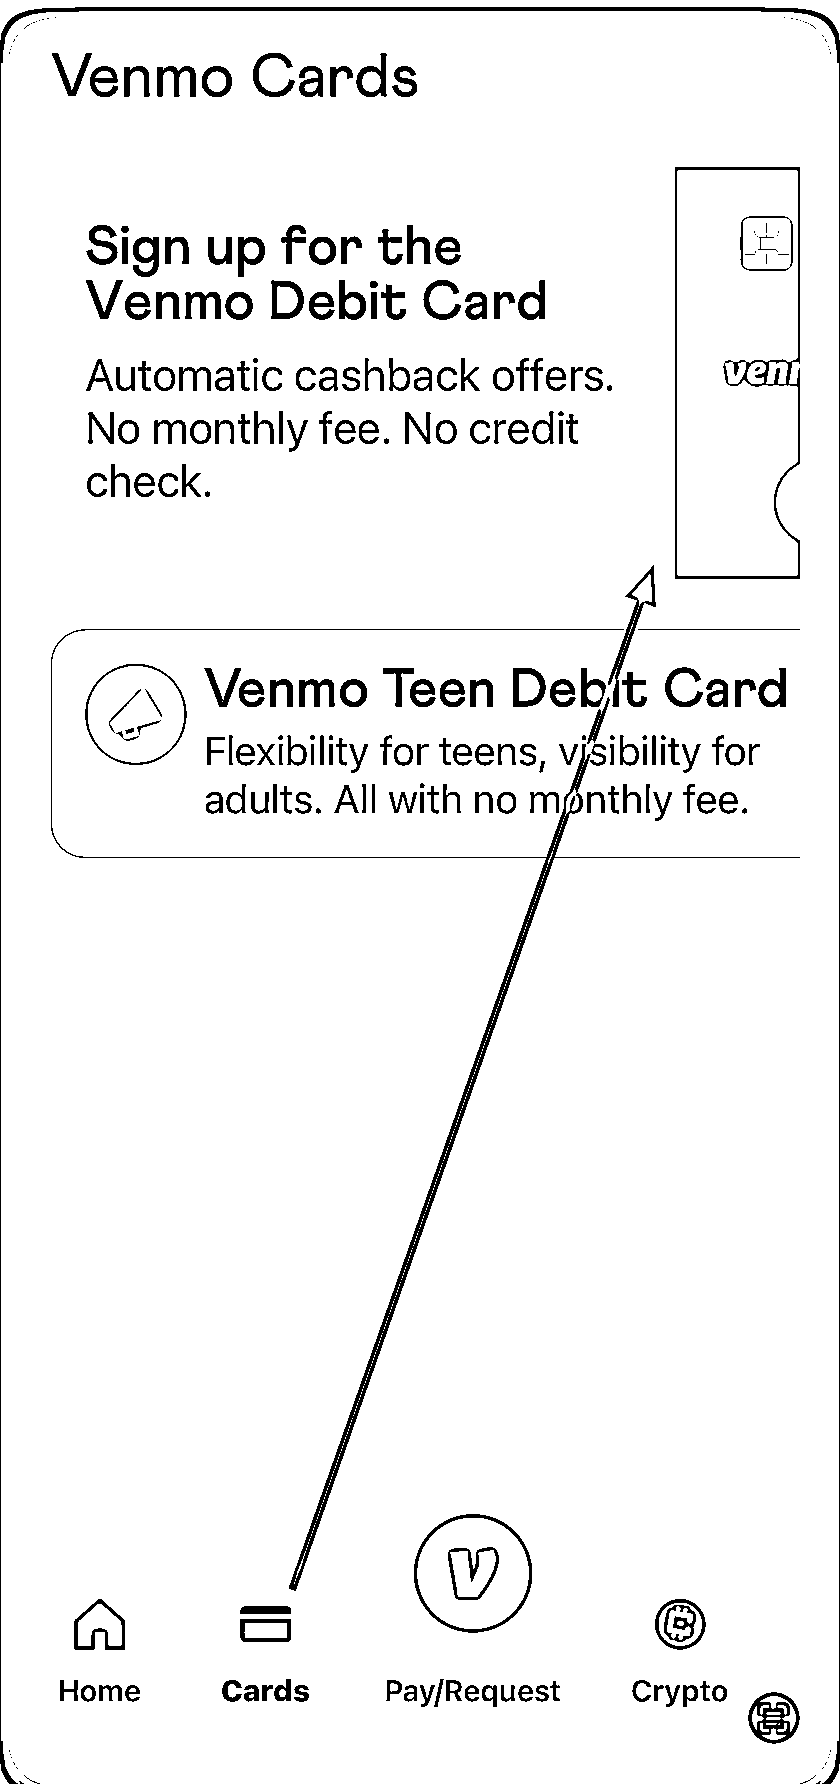 Venmo Cards
Sign up for the
Venmo Debit Card
Automatic cashback offers.
No monthly fee. No credit
check.
venm
Venmo Teen Debit Card
Flexibility for teens, visibility for
adults. All with no monthly fee.
V
Home
Cards
Pay/Request
Crypto